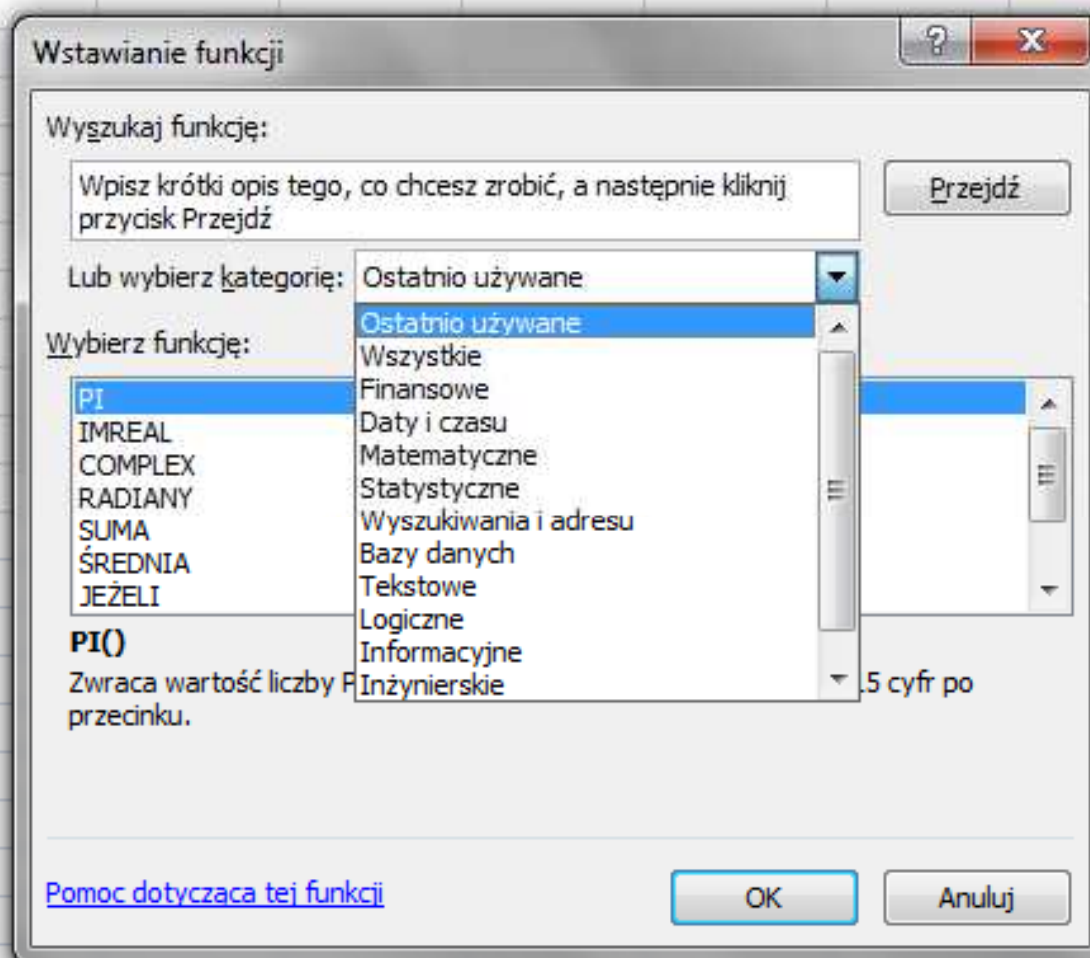 Wstawianie funkcji
Wyszukaj funkcję:
Wpisz krótki opis tego, co chcesz zrobić, a następnie kliknij
przycisk Przejdź
Przejdź
Lub wybierz kategorię: Ostatnio używane
Ostatnio używane
Wszystkie
Finansowe
Daty i czasu
Matematyczne
Statystyczne
Wyszukiwania i adresu
Bazy danych
Tekstowe
Logiczne
Informacyjne
Inżynierskie
Wybierz funkcję:
PI
IMREAL
COMPLEX
RADIANY
SUMA
ŚREDNIA
JEŻELI
PI()
Zwraca wartość liczby 5 cyfr po
przecinku.
Pomoc dotycząca tej funkcji
OK
Anuluj